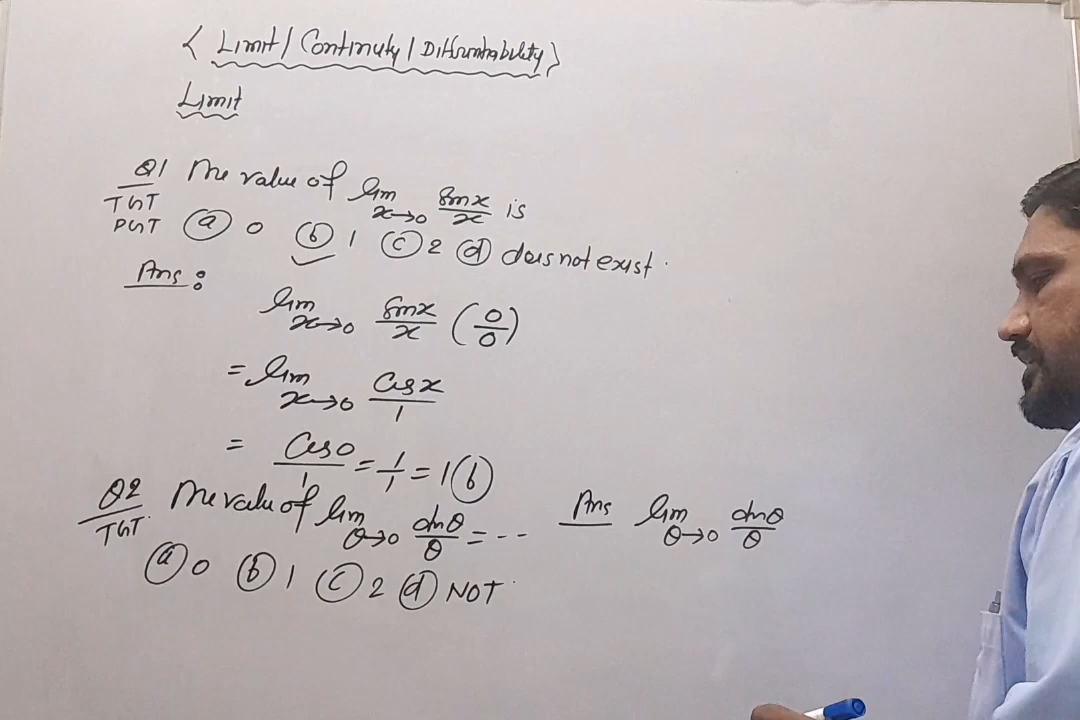 { Limit / Continuty / Differentiability }
Limit
Q1 The value of lim x→0 sinx/x is
TGT
PGT (a) 0 (b) 1 (c) 2 (d) does not exist.
Ans :
lim x→0 sinx/x (0/0)
= lim x→0 Cosx/1
= Cos0/1 = 1/1 = 1 (b)
Q2 The value of lim θ→0 sinθ/θ = ---
TGT
(a) 0 (b) 1 (c) 2 (d) NOT
Ans lim θ→0 sinθ/θ